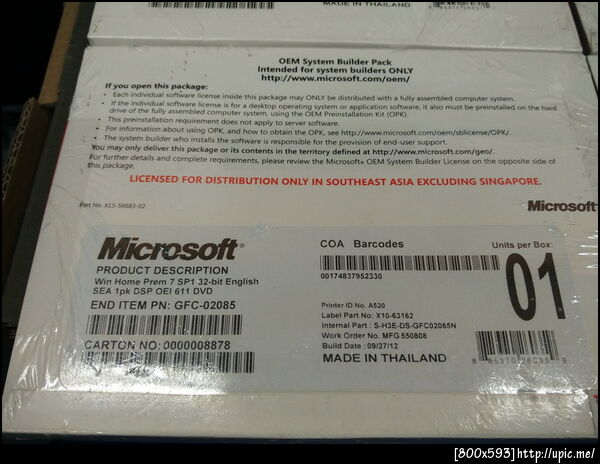 MADE IN THAILAND
OEM System Builder Pack
Intended for system builders ONLY
http://www.microsoft.com/oem/
If you open this package:
• Each individual software license inside this package may ONLY be distributed with a fully assembled computer system.
• If the individual software license is for a desktop operating system or application software, it also must be preinstalled on the hard
drive of the fully assembled computer system, using the OEM Preinstallation Kit (OPK).
• This preinstallation requirement does not apply to server software.
• For information about using OPK, and how to obtain the OPK, see http://www.microsoft.com/oem/sblicense/OPK/.
• The system builder who installs the software is responsible for the provision of end-user support.
You may only deliver this package or its contents in the territory defined at http://www.microsoft.com/geo/.
For further details and complete requirements, please review the Microsoft® OEM System Builder License on the opposite side of
this package.
LICENSED FOR DISTRIBUTION ONLY IN SOUTHEAST ASIA EXCLUDING SINGAPORE.
Part No. X15-56683-02
Microsoft
Microsoft®
PRODUCT DESCRIPTION
Win Home Prem 7 SP1 32-bit English
SEA 1pk DSP OEI 611 DVD
END ITEM PN: GFC-02085
CARTON NO: 0000008878
COA Barcodes
00174837952330
Printer ID No. A520
Label Part No: X10-63162
Internal Part : S-H3E-DS-GFC02085N
Work Order No. MFG550808
Build Date : 09/27/12
MADE IN THAILAND
Units per Box:
01
[800x593]http://upic.me/